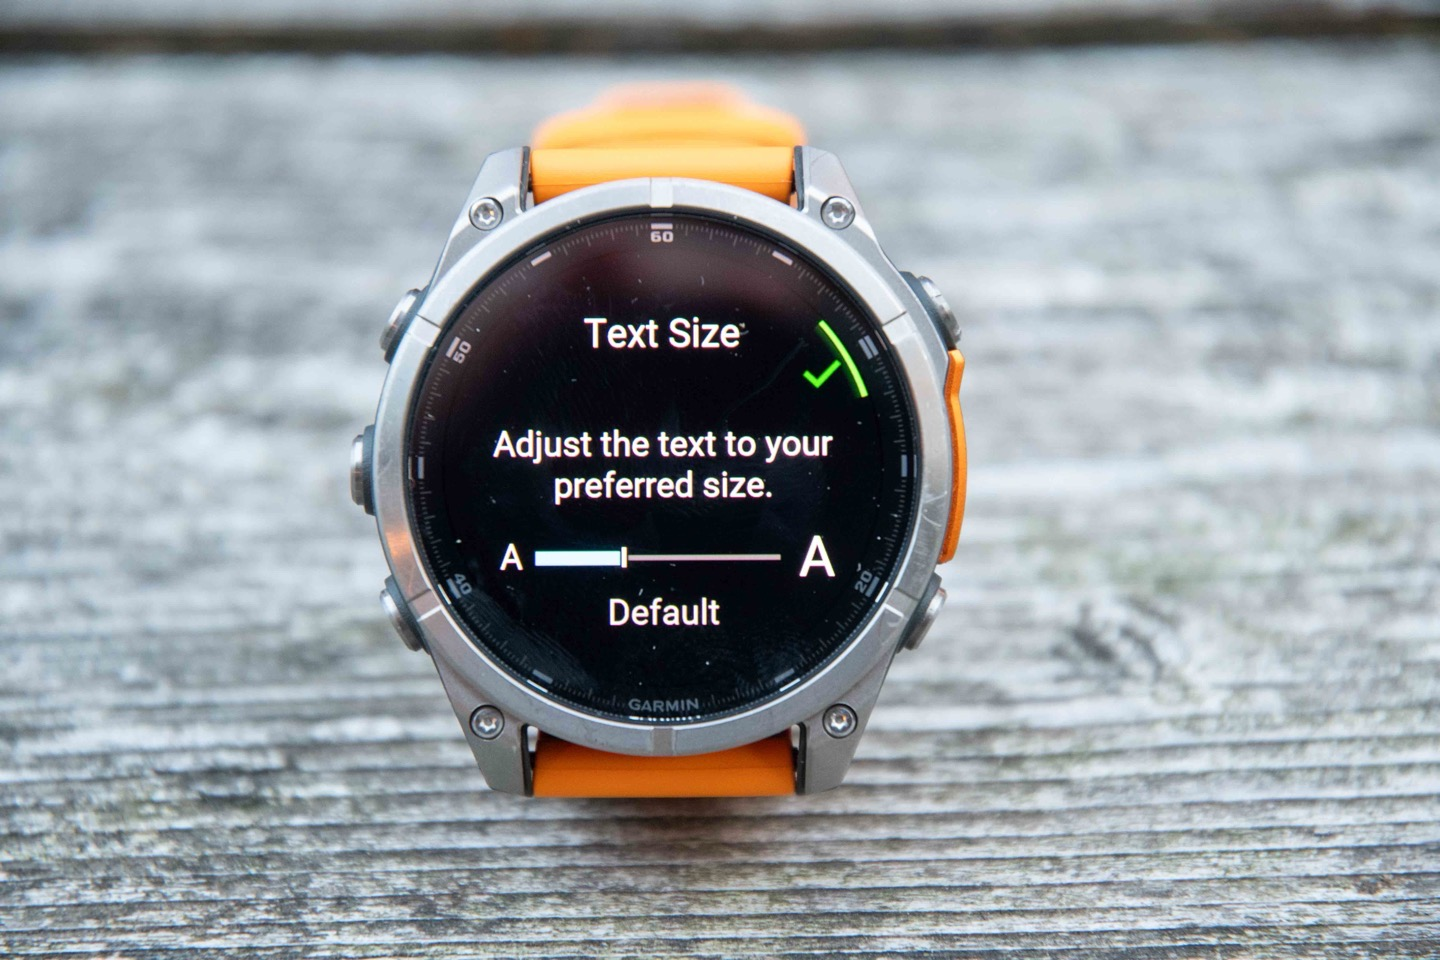 60
50
Text Size
Adjust the text to your
preferred size.
A A
Default
40
20
GARMIN